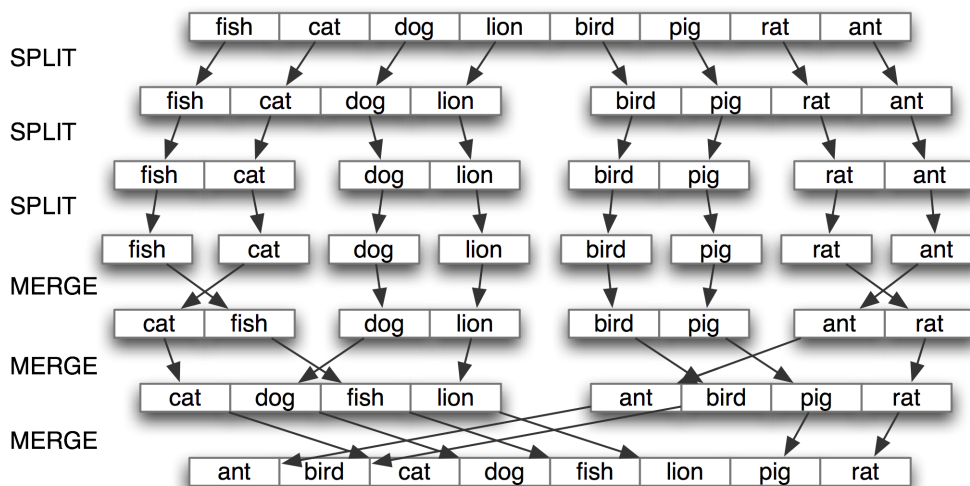 fish cat dog lion bird pig rat ant
SPLIT
fish cat dog lion bird pig rat ant
SPLIT
fish cat dog lion bird pig rat ant
SPLIT
fish cat dog lion bird pig rat ant
MERGE
cat fish dog lion bird pig ant rat
MERGE
cat dog fish lion ant bird pig rat
MERGE
ant bird cat dog fish lion pig rat